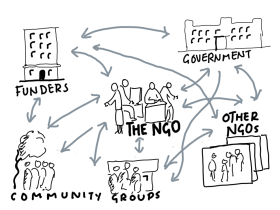 FUNDERS
GOVERNMENT
THE NGO
OTHER
NGOs
COMMUNITY GROUPS